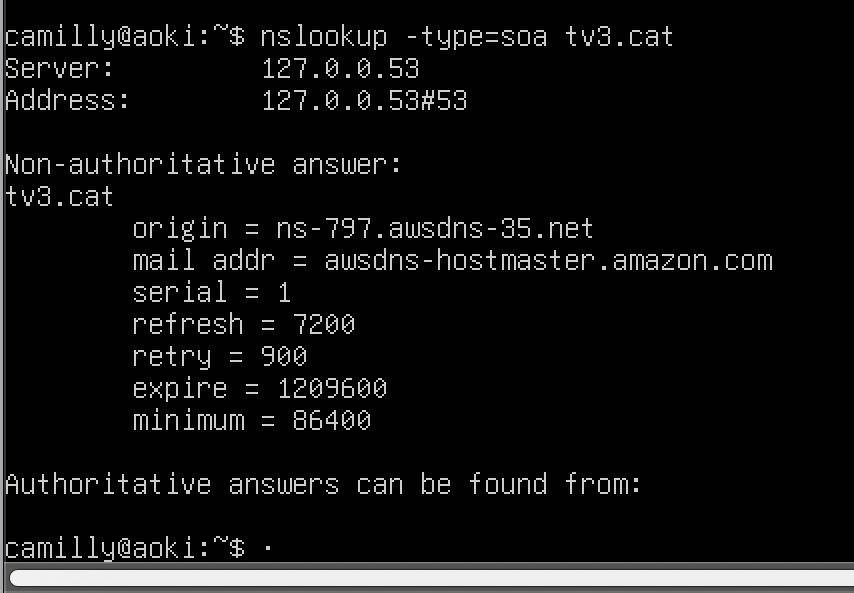 camilly@aoki:~$ nslookup -type=soa tv3.cat
Server: 127.0.0.53
Address: 127.0.0.53#53
Non-authoritative answer:
tv3.cat
origin = ns-797.awsdns-35.net
mail addr = awsdns-hostmaster.amazon.com
serial = 1
refresh = 7200
retry = 900
expire = 1209600
minimum = 86400
Authoritative answers can be found from:
camilly@aoki:~$